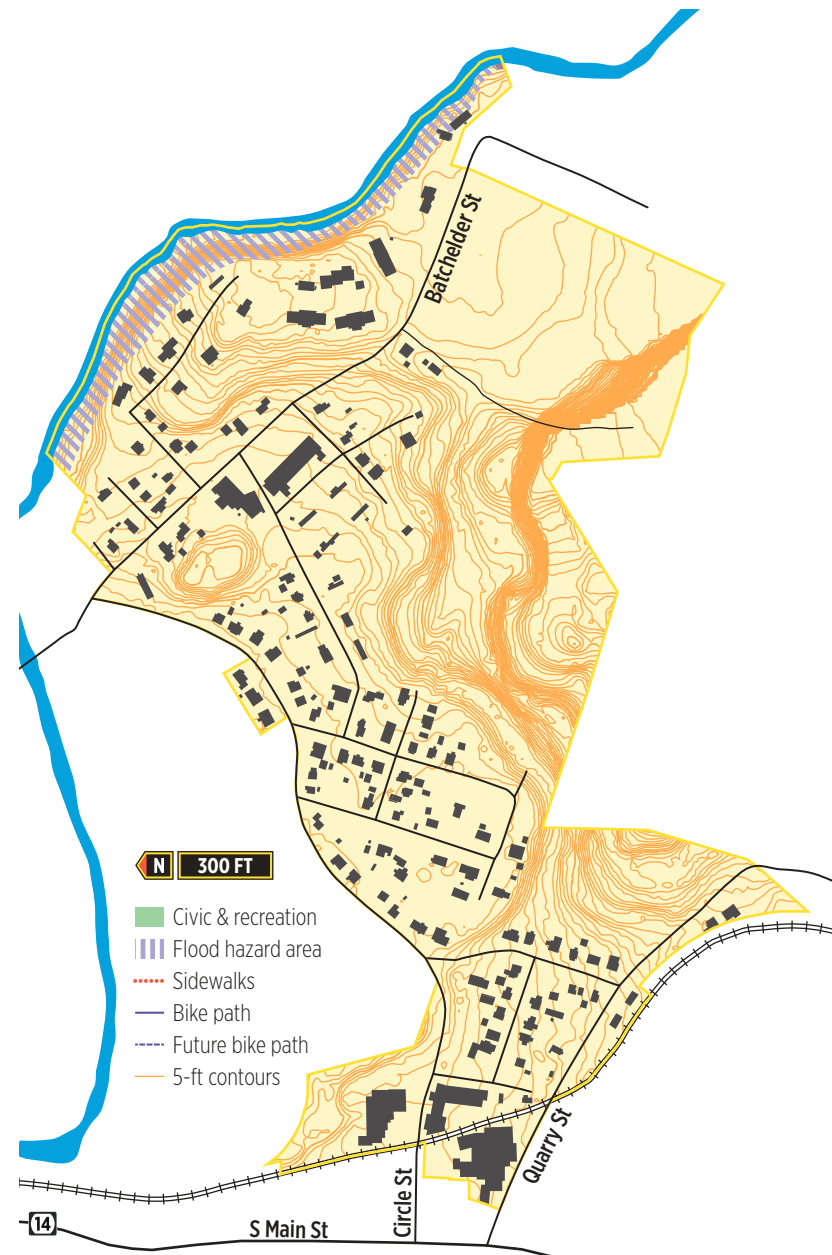 Batchelder St
N
300 FT
Civic & recreation
Flood hazard area
Sidewalks
Bike path
Future bike path
5-ft contours
Quarry St
Circle St
14
S Main St